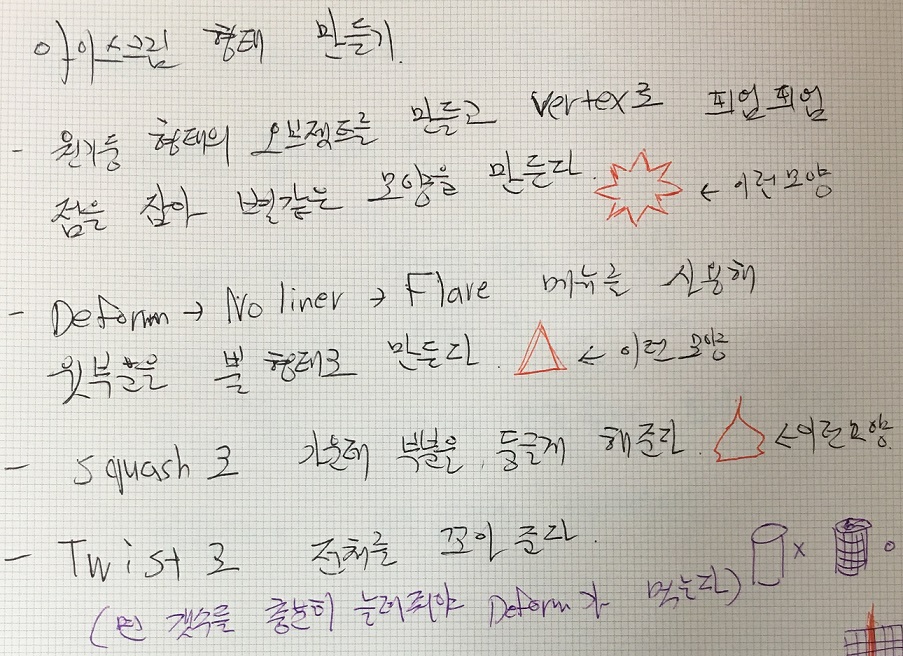 아이스크림 형태 만들기.
- 원기둥 형태의 오브젝트를 만들고 Vertex로 띄엄띄엄
점을 잡아 별같은 모양을 만든다. ← 이런모양
- Deform → No liner → Flare 메뉴를 사용해
윗부분을 뿔 형태로 만든다. ← 이런 모양
- Squash로 가운데 부분을 둥글게 해준다. ← 이런모양.
- Twist로 전체를 꼬아 준다.
(면 갯수를 충분히 늘려줘야 Deform가 먹는다) x o